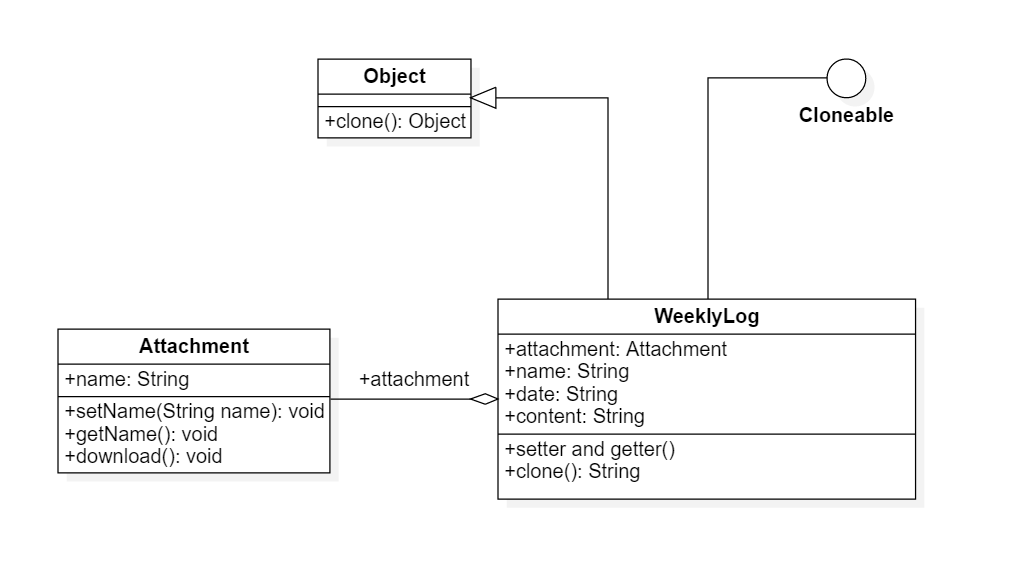 Object
+clone(): Object
Cloneable
WeeklyLog
+attachment: Attachment
+name: String
+date: String
+content: String
+setter and getter()
+clone(): String
+attachment
Attachment
+name: String
+setName(String name): void
+getName(): void
+download(): void